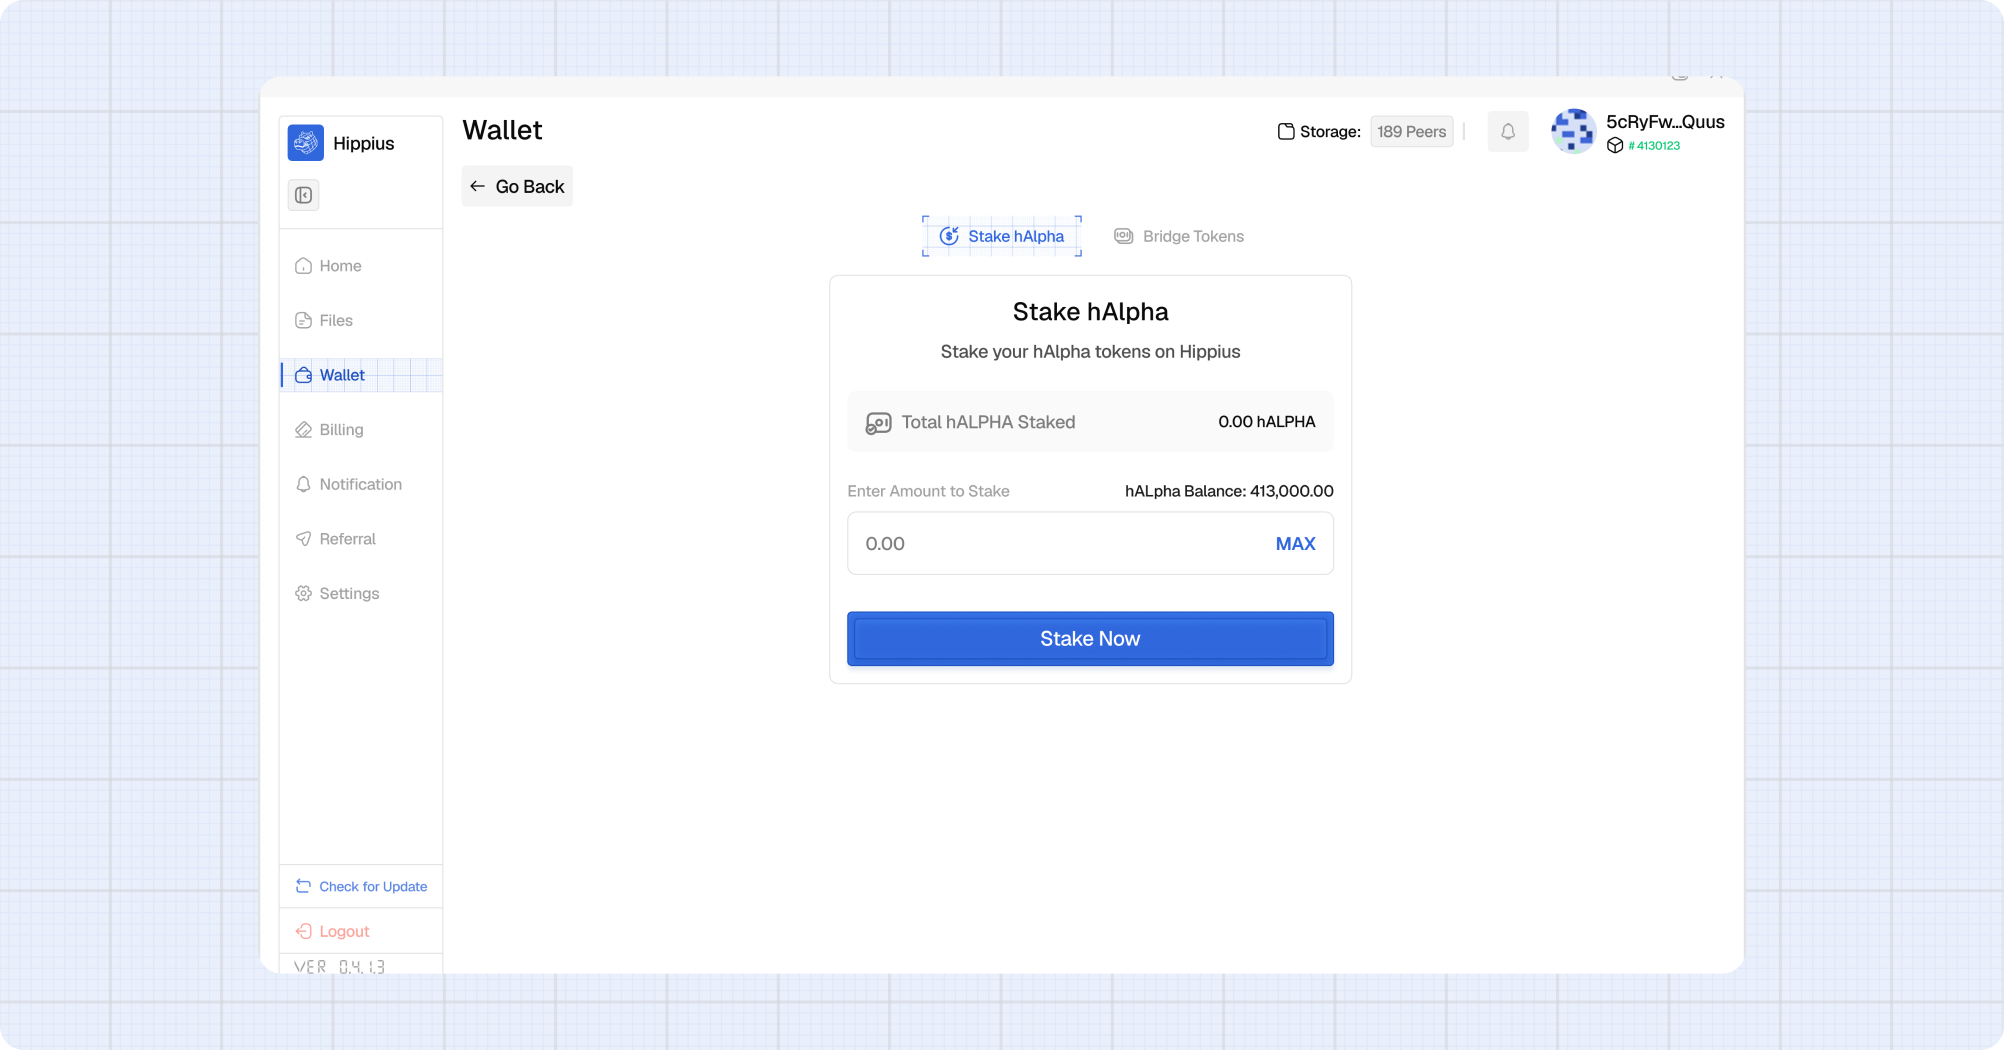 Hippius
Home
Files
Wallet
Billing
Notification
Referral
Settings
Check for Update
Logout
VER 0.4.1.3
Wallet
Storage: 189 Peers
5cRyFw...Quus
# 4130123
Go Back
Stake hAlpha
Bridge Tokens
Stake hAlpha
Stake your hAlpha tokens on Hippius
Total hALPHA Staked 0.00 hALPHA
Enter Amount to Stake hALpha Balance: 413,000.00
0.00 MAX
Stake Now